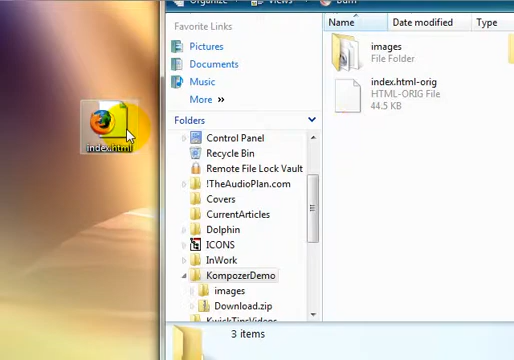 Organize Views Burn
Favorite Links
Pictures
Documents
Music
More »
Folders
Control Panel
Recycle Bin
Remote File Lock Vault
!TheAudioPlan.com
Covers
CurrentArticles
Dolphin
ICONS
InWork
KompozerDemo
images
Download.zip
KwickTipsVideos
Name Date modified Type
images
File Folder
index.html-orig
HTML-ORIG File
44.5 KB
index.html
3 items